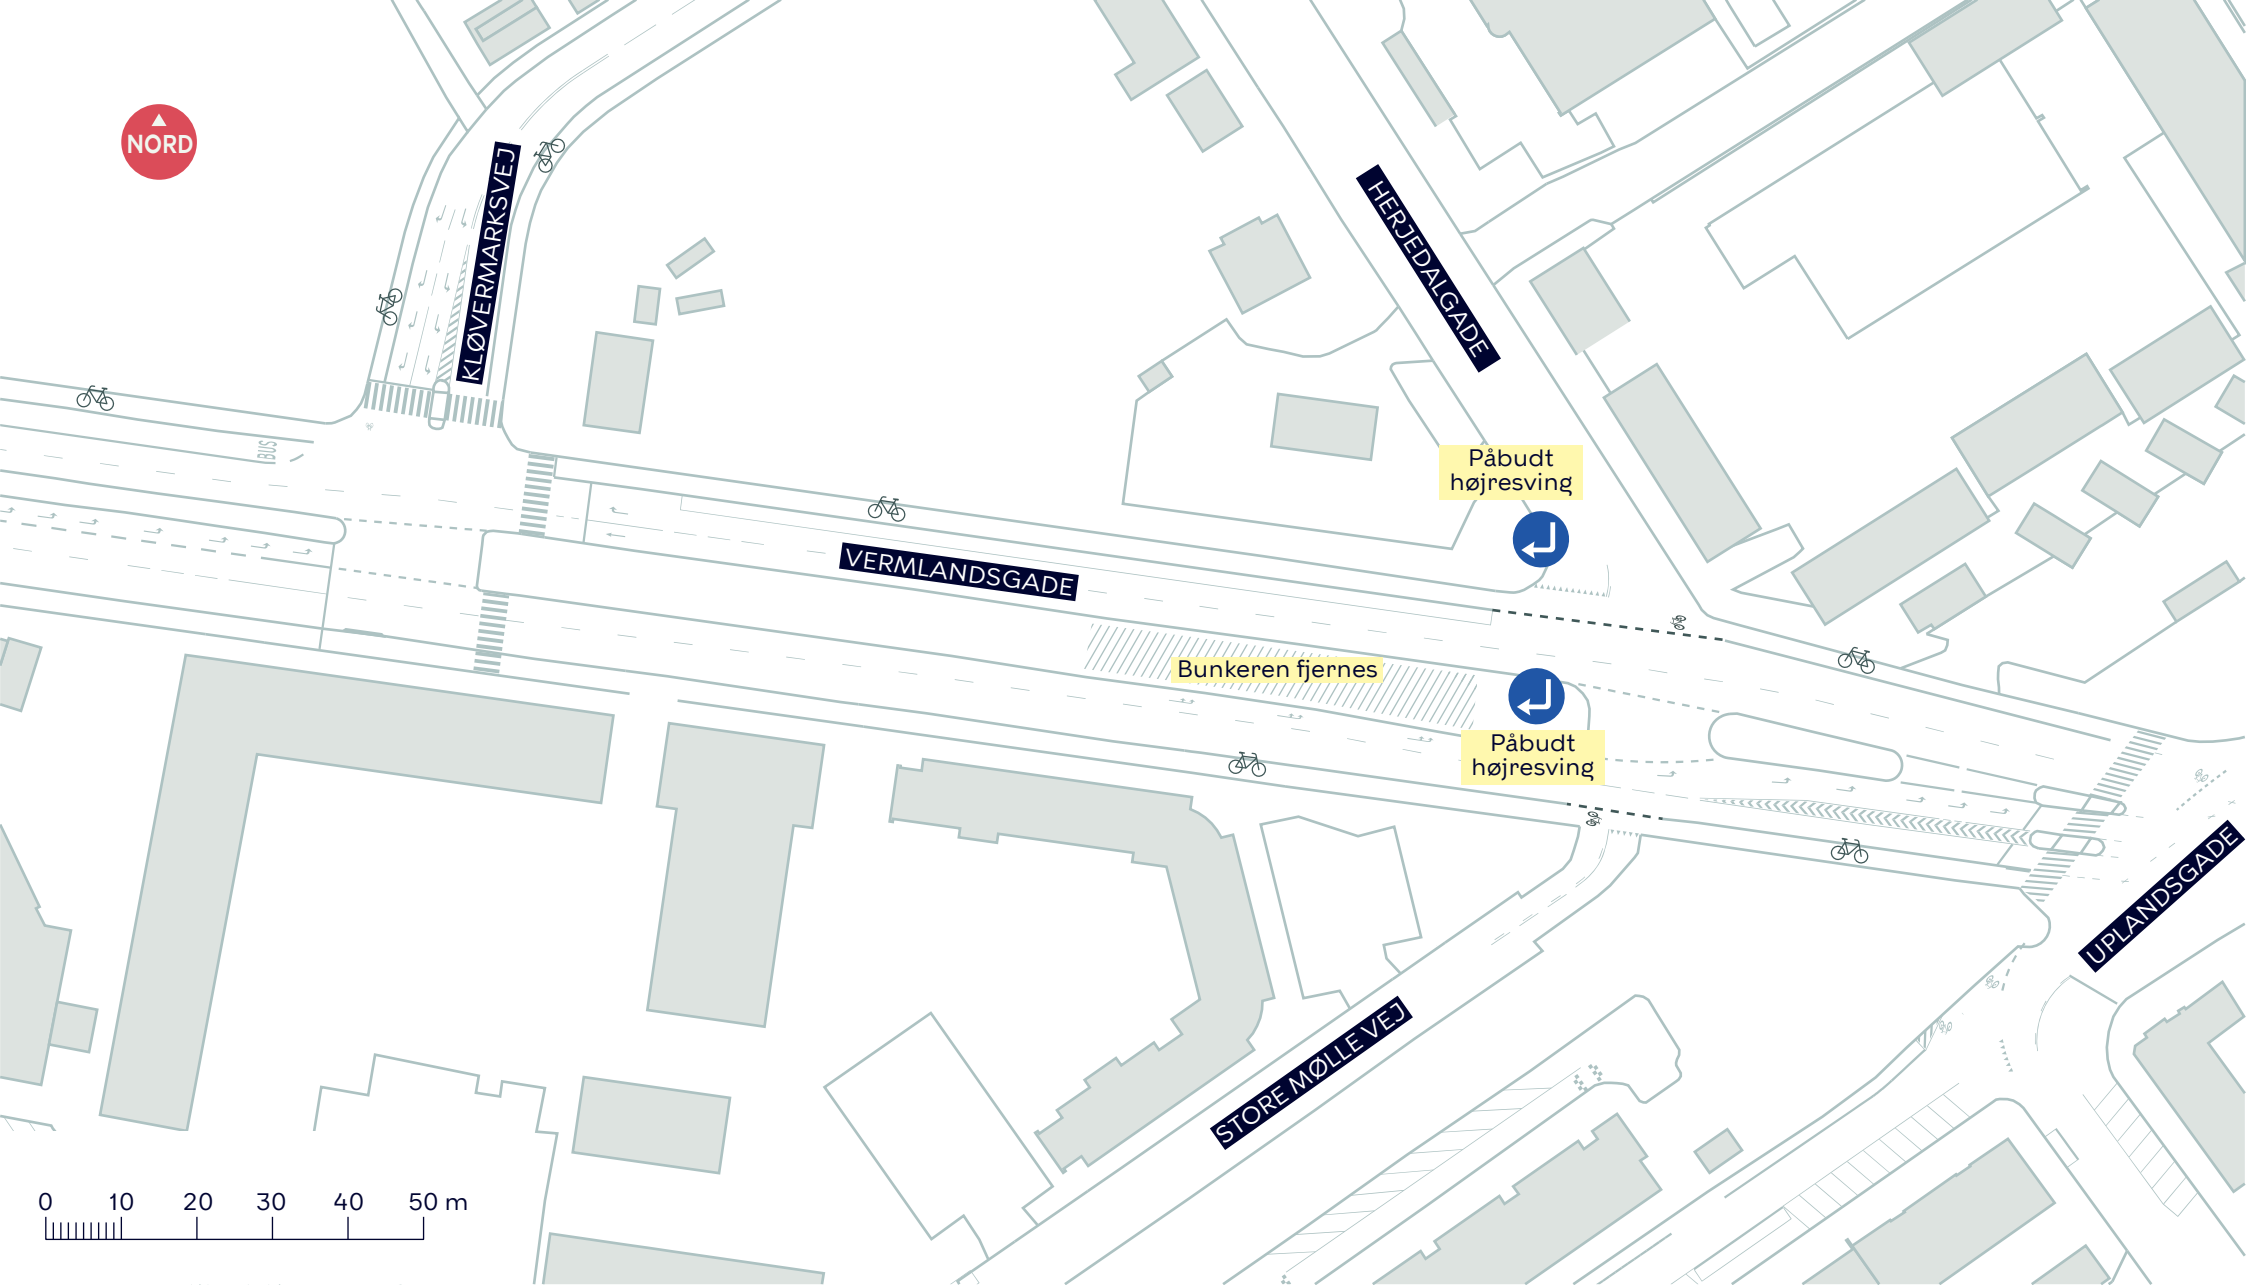 NORD
KLØVERMARKSVEJ
HERJEDALGADE
BUS
Påbudt
højresving
VERMLANDSGADE
Bunkeren fjernes
Påbudt
højresving
UPLANDSGADE
STORE MØLLE VEJ
0 10 20 30 40 50 m